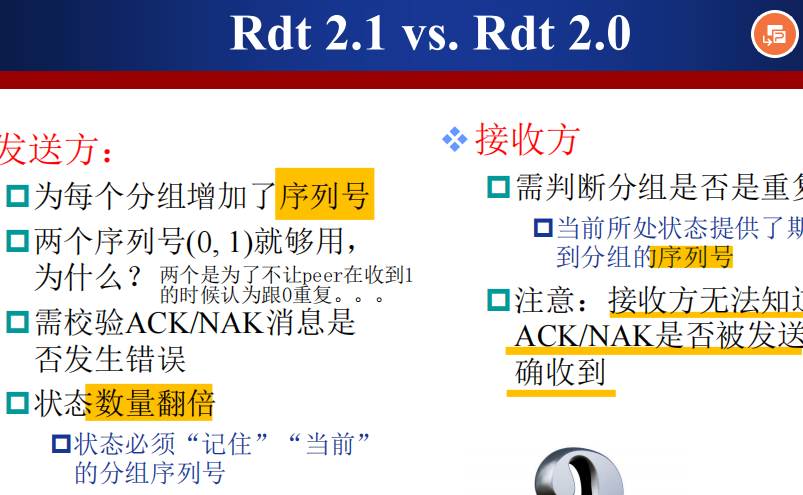 Rdt 2.1 vs. Rdt 2.0
发送方：
为每个分组增加了序列号
两个序列号(0, 1)就够用，
为什么？
两个是为了不让peer在收到1
的时候认为跟0重复。。。
需校验ACK/NAK消息是
否发生错误
状态数量翻倍
状态必须“记住”“当前”
的分组序列号
接收方
需判断分组是否是重复
当前所处状态提供了期
到分组的序列号
注意：接收方无法知道
ACK/NAK是否被发送
确收到